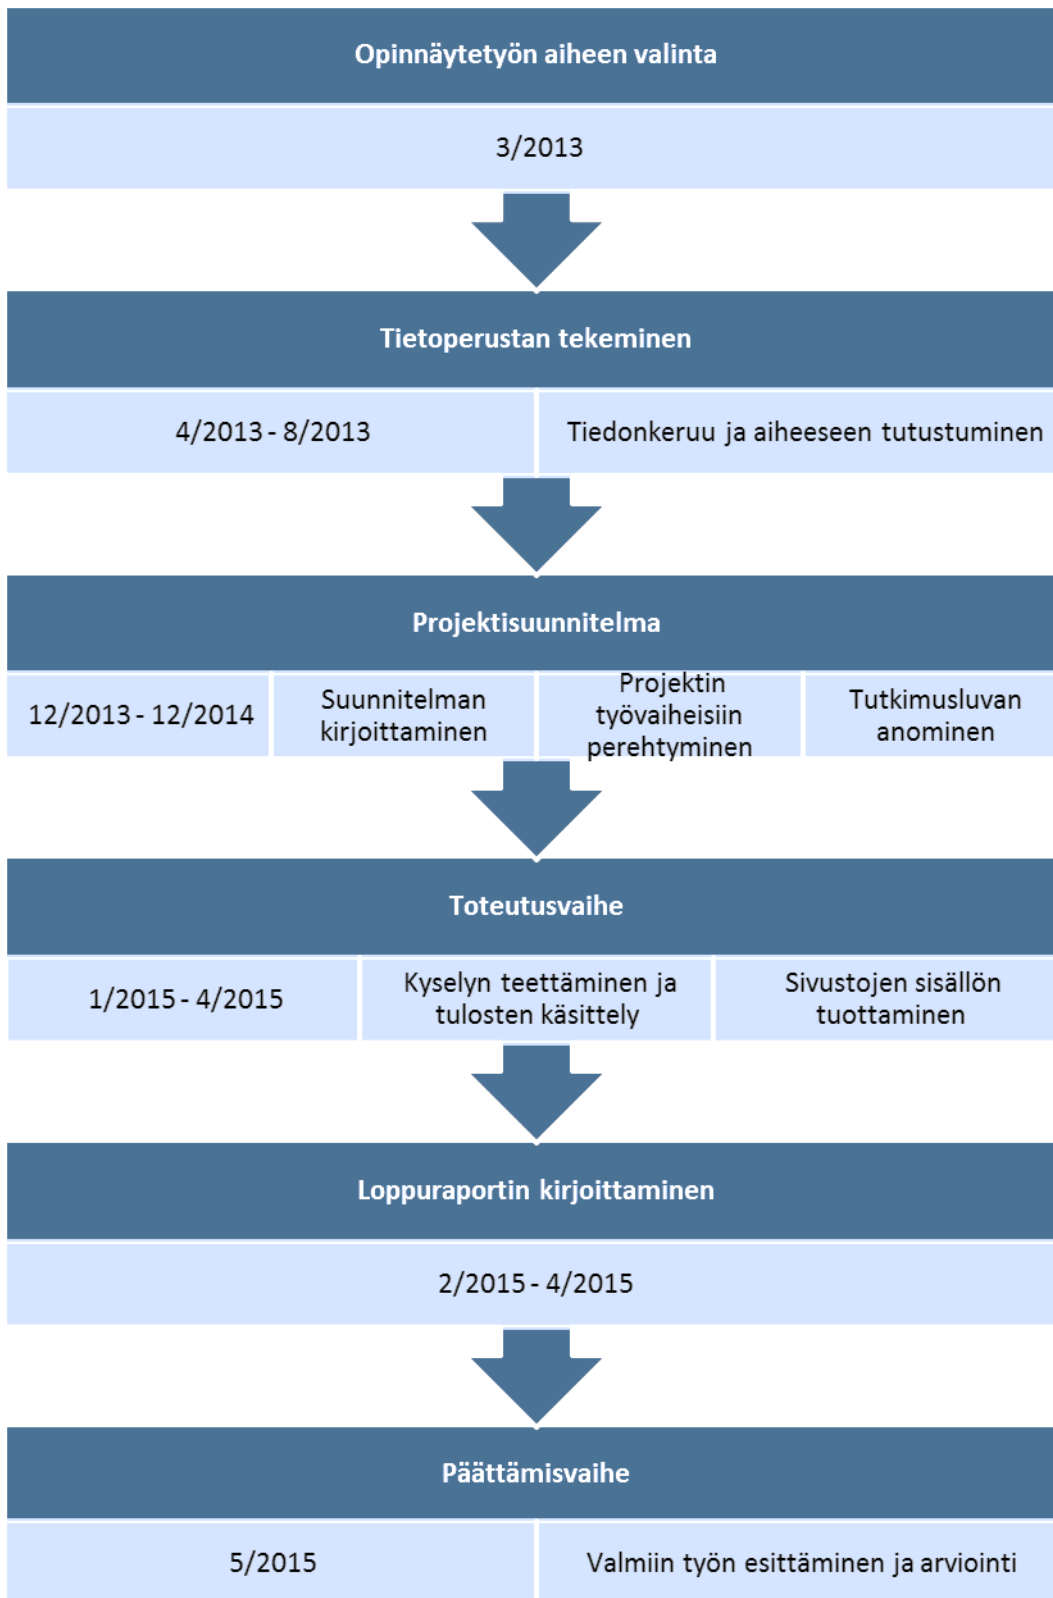 Opinnäytetyön aiheen valinta
3/2013
Tietoperustan tekeminen
4/2013 - 8/2013
Tiedonkeruu ja aiheeseen tutustuminen
Projektisuunnitelma
12/2013 - 12/2014
Suunnitelman
kirjoittaminen
Projektin
työvaiheisiin
perehtyminen
Tutkimusluvan
anominen
Toteutusvaihe
1/2015 - 4/2015
Kyselyn teettäminen ja
tulosten käsittely
Sivustojen sisällön
tuottaminen
Loppuraportin kirjoittaminen
2/2015 - 4/2015
Päättämisvaihe
5/2015
Valmiin työn esittäminen ja arviointi